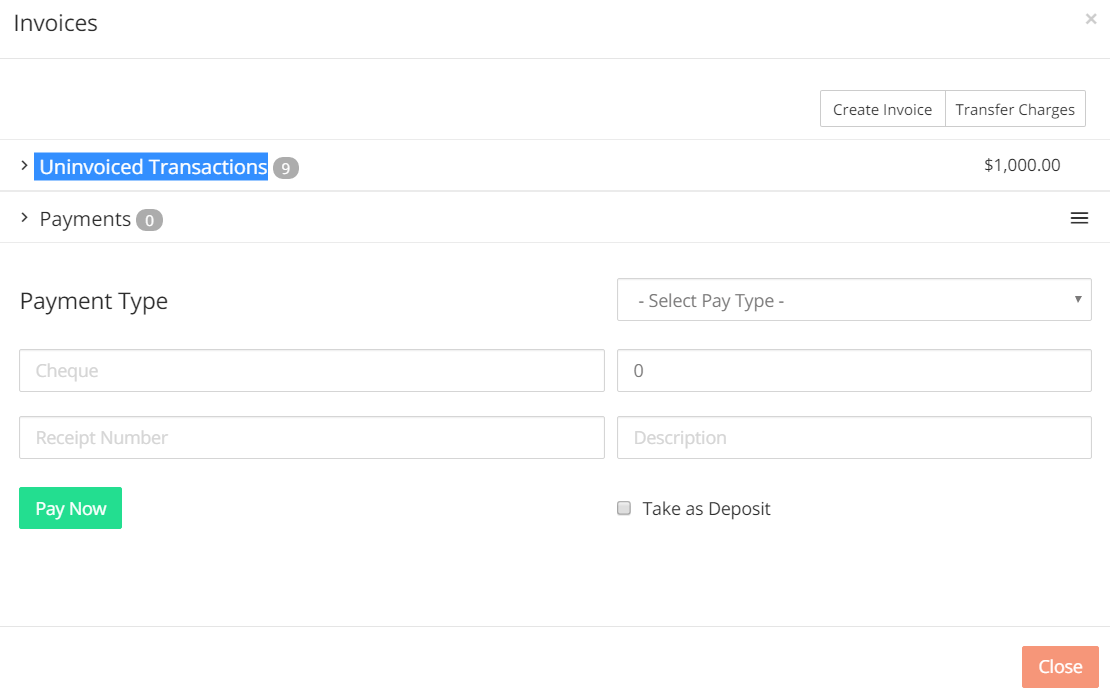 Invoices
×
Create Invoice Transfer Charges
Uninvoiced Transactions 9 $1,000.00
Payments 0
Payment Type - Select Pay Type -
Cheque 0
Receipt Number Description
Pay Now Take as Deposit
Close